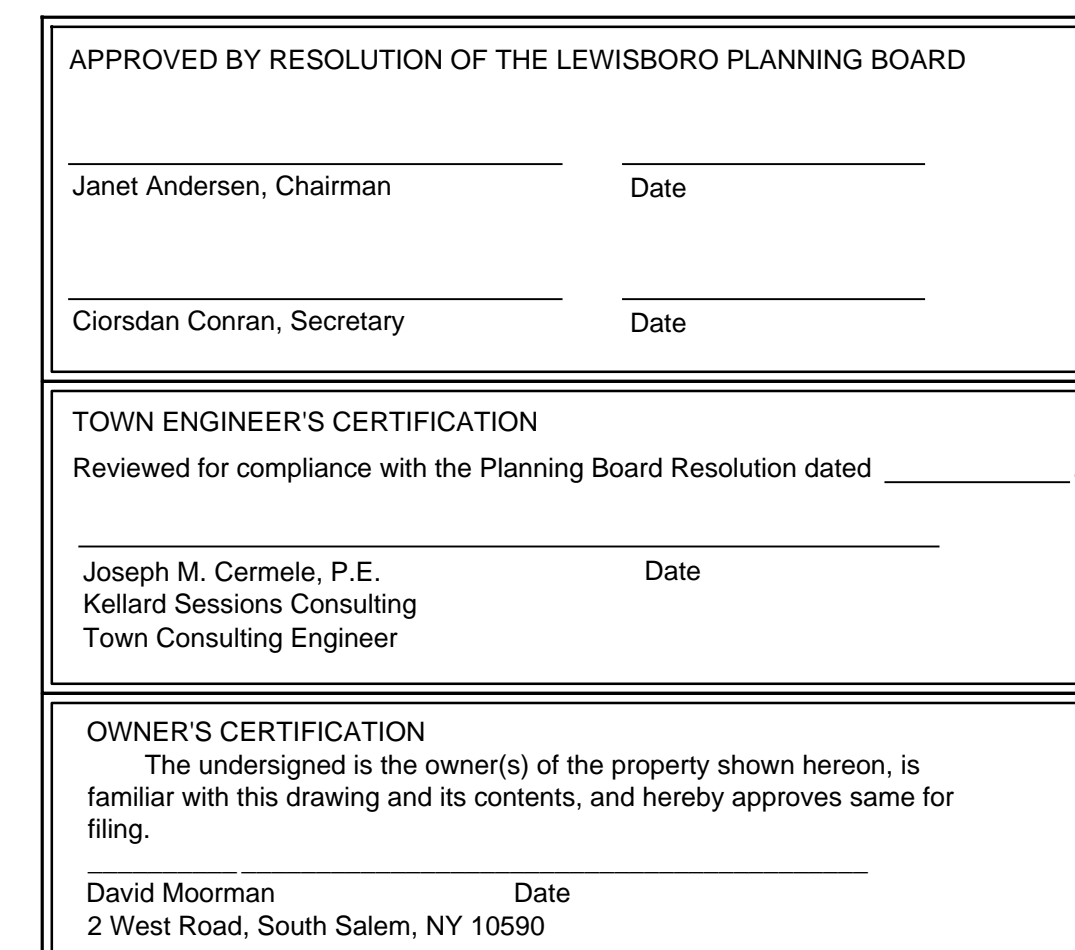 APPROVED BY RESOLUTION OF THE LEWISBORO PLANNING BOARD
Janet Andersen, Chairman Date
Ciorsdan Conran, Secretary Date
TOWN ENGINEER'S CERTIFICATION
Reviewed for compliance with the Planning Board Resolution dated
Joseph M. Cermele, P.E. Date
Kellard Sessions Consulting
Town Consulting Engineer
OWNER'S CERTIFICATION
The undersigned is the owner(s) of the property shown hereon, is
familiar with this drawing and its contents, and hereby approves same for
filing.
David Moorman Date
2 West Road, South Salem, NY 10590